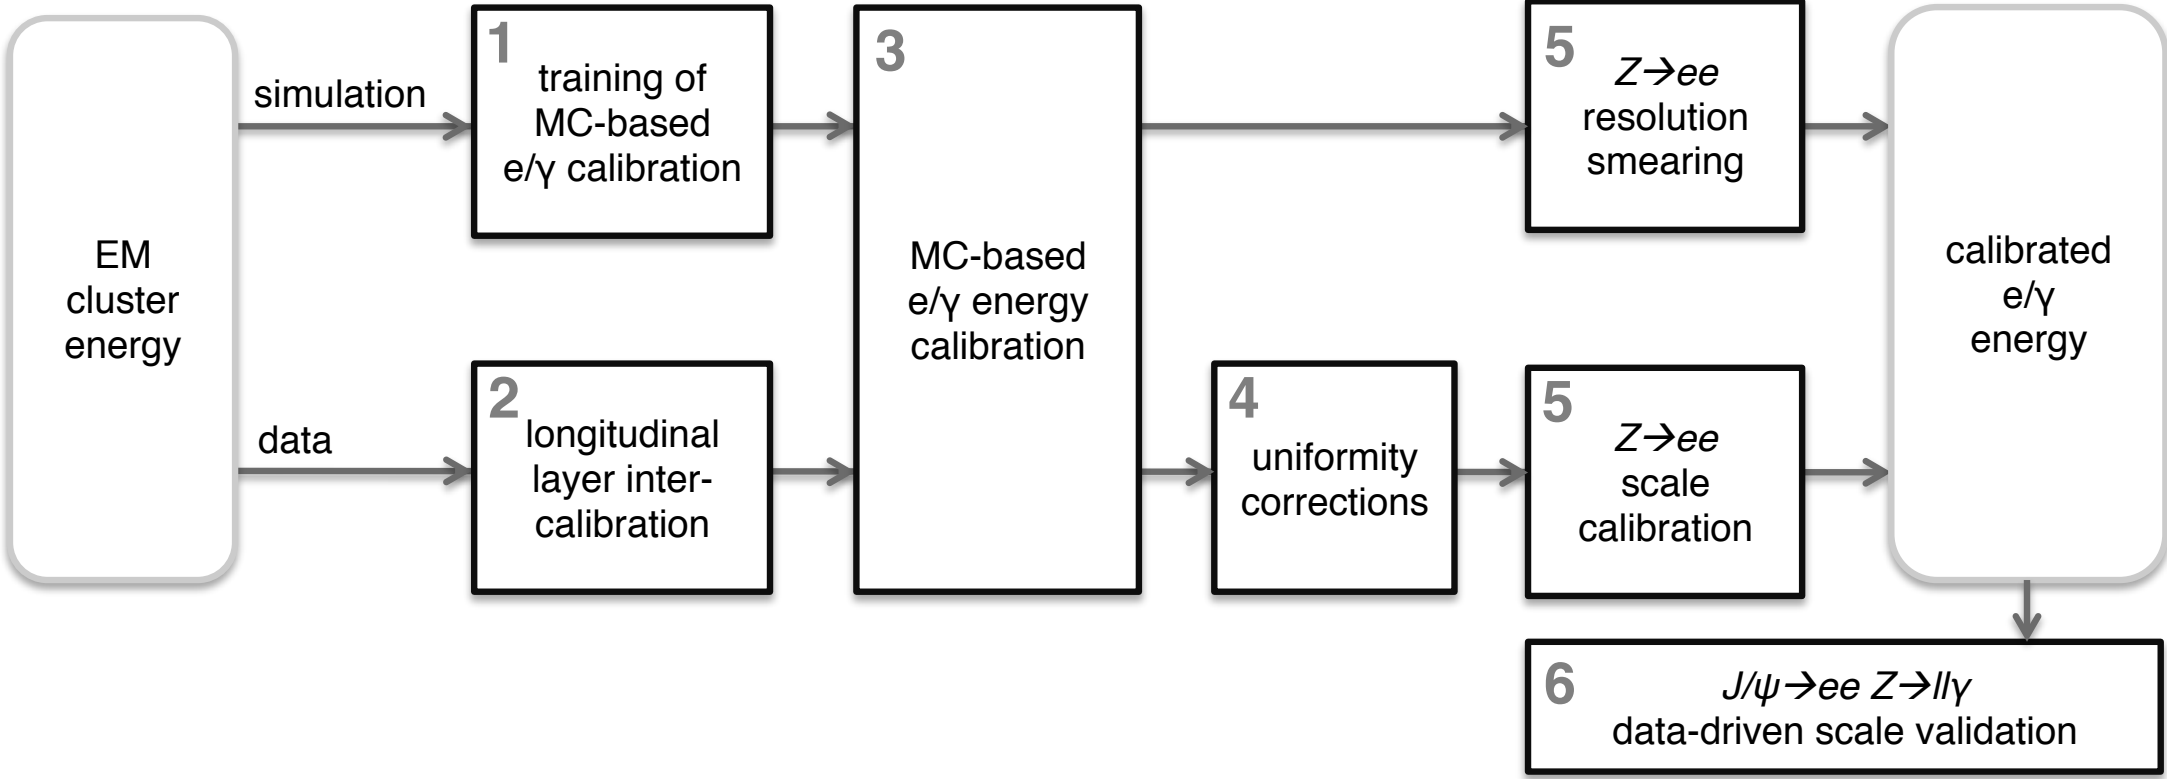 EM
cluster
energy
simulation
data
1
training of
MC-based
e/γ calibration
2
longitudinal
layer inter-
calibration
3
MC-based
e/γ energy
calibration
4
uniformity
corrections
5
Z→ee
resolution
smearing
5
Z→ee
scale
calibration
calibrated
e/γ
energy
6
J/ψ→ee Z→llγ
data-driven scale validation